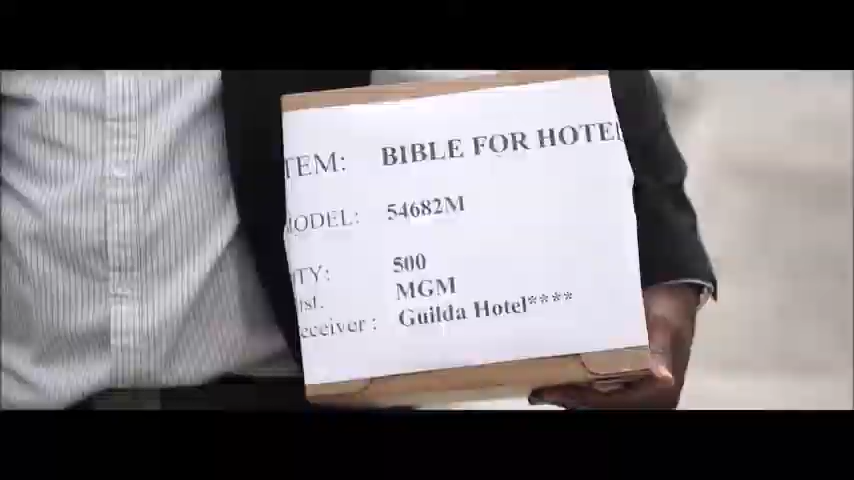 TEM: BIBLE FOR HOTE
MODEL: 54682M
TY: 500
ist. MGM
eceiver : Guilda Hotel****